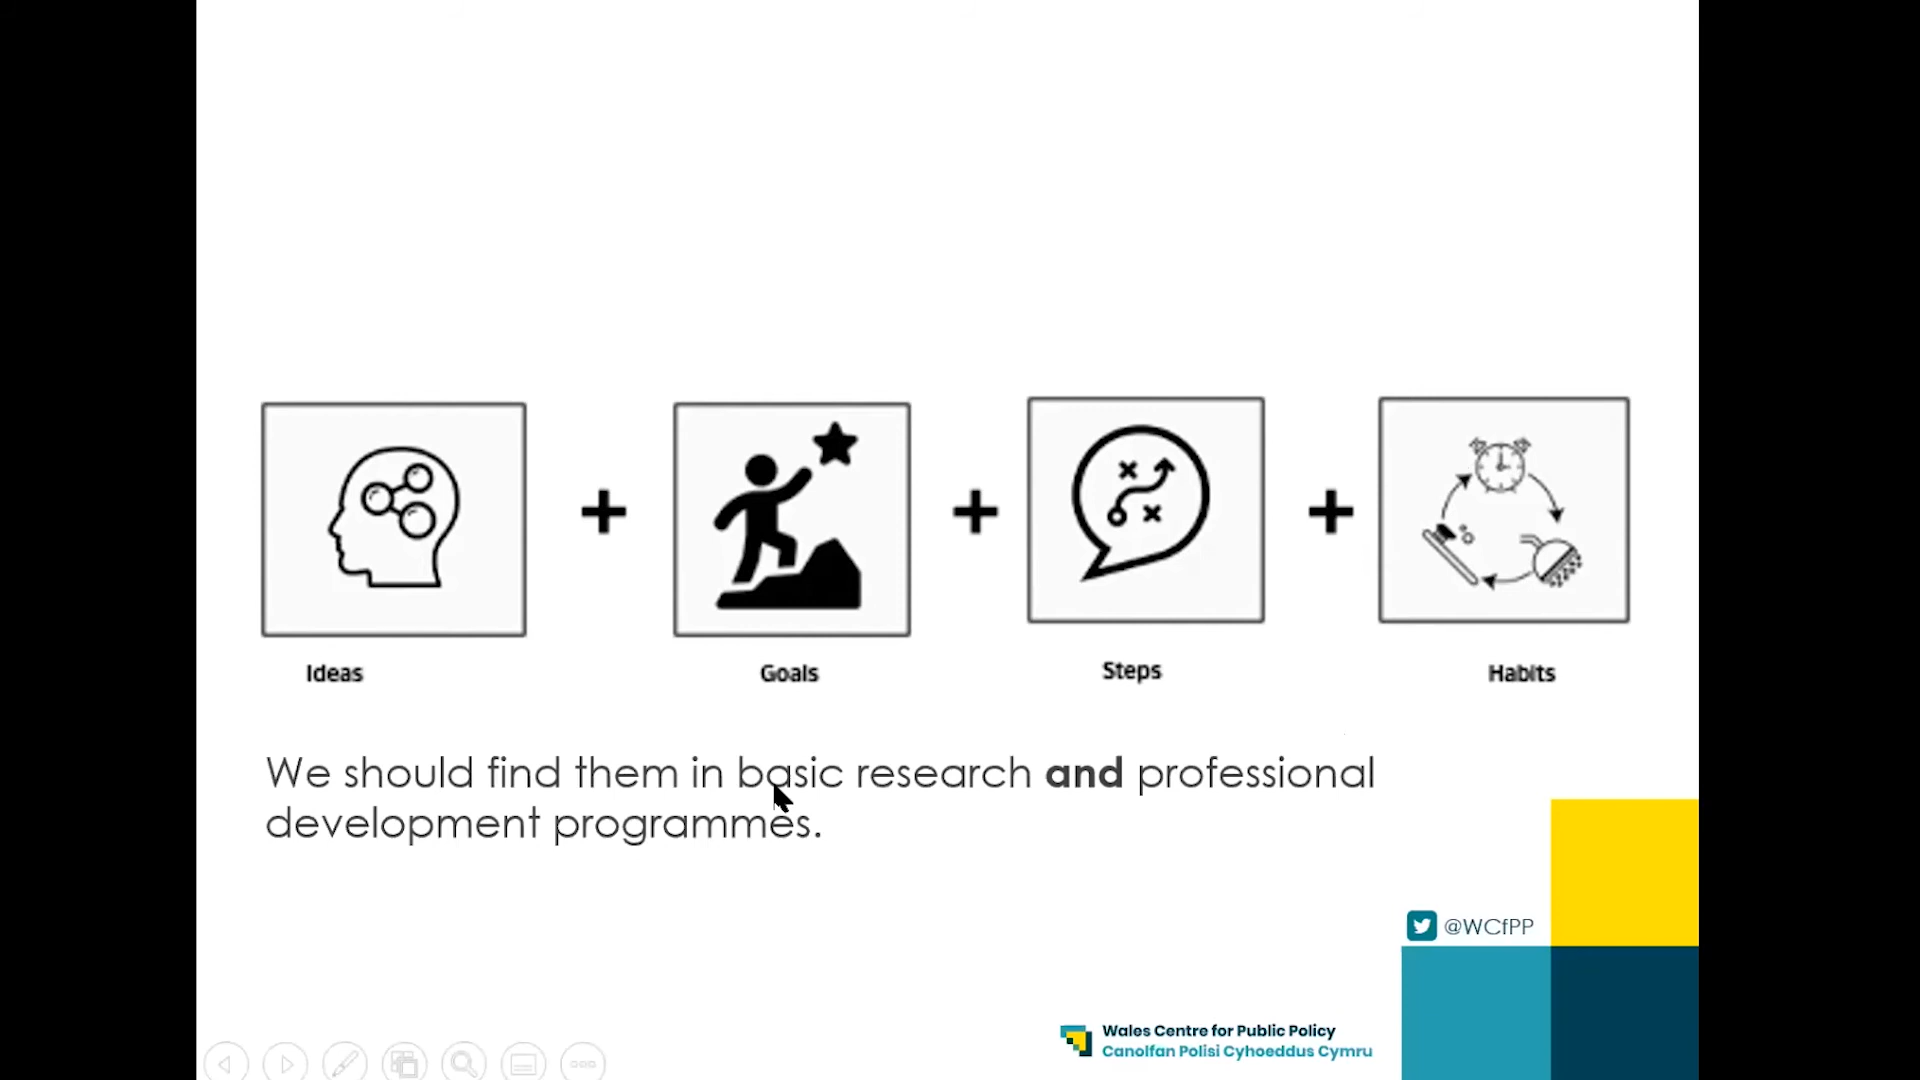 Ideas
Goals
Steps
Habits
We should find them in basic research and professional
development programmes.
@WCfPP
Wales Centre for Public Policy
Canolfan Polisi Cyhoeddus Cymru